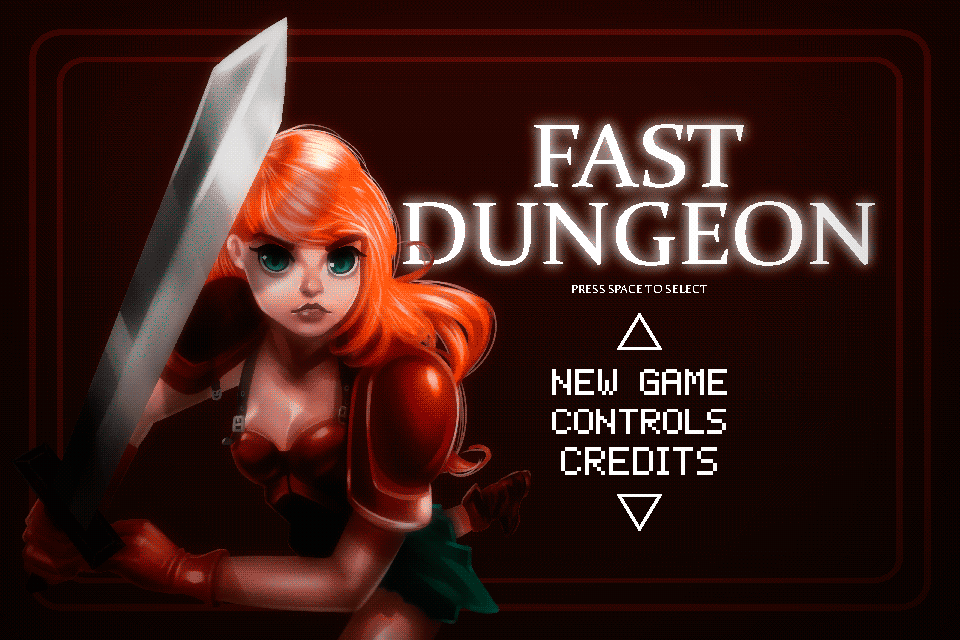 FAST
DUNGEON
PRESS SPACE TO SELECT
NEW GAME
CONTROLS
CREDITS